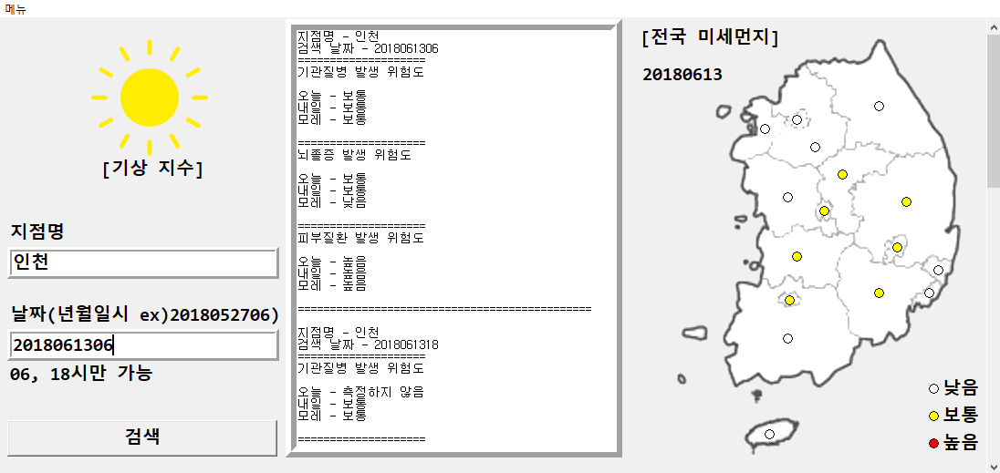 메뉴
[기상 지수]
지점명
인천
날짜(년월일시 ex)2018052706)
2018061306
06, 18시만 가능
검색
지점명 - 인천
검색 날짜 - 2018061306
====================
기관질병 발생 위험도
오늘 - 보통
내일 - 보통
모레 - 보통
====================
뇌졸증 발생 위험도
오늘 - 보통
내일 - 보통
모레 - 낮음
====================
피부질환 발생 위험도
오늘 - 높음
내일 - 높음
모레 - 높음
==============================================
지점명 - 인천
검색 날짜 - 2018061318
====================
기관질병 발생 위험도
오늘 - 측정하지 않음
내일 - 보통
모레 - 보통
====================
[전국 미세먼지]
20180613
낮음
보통
높음